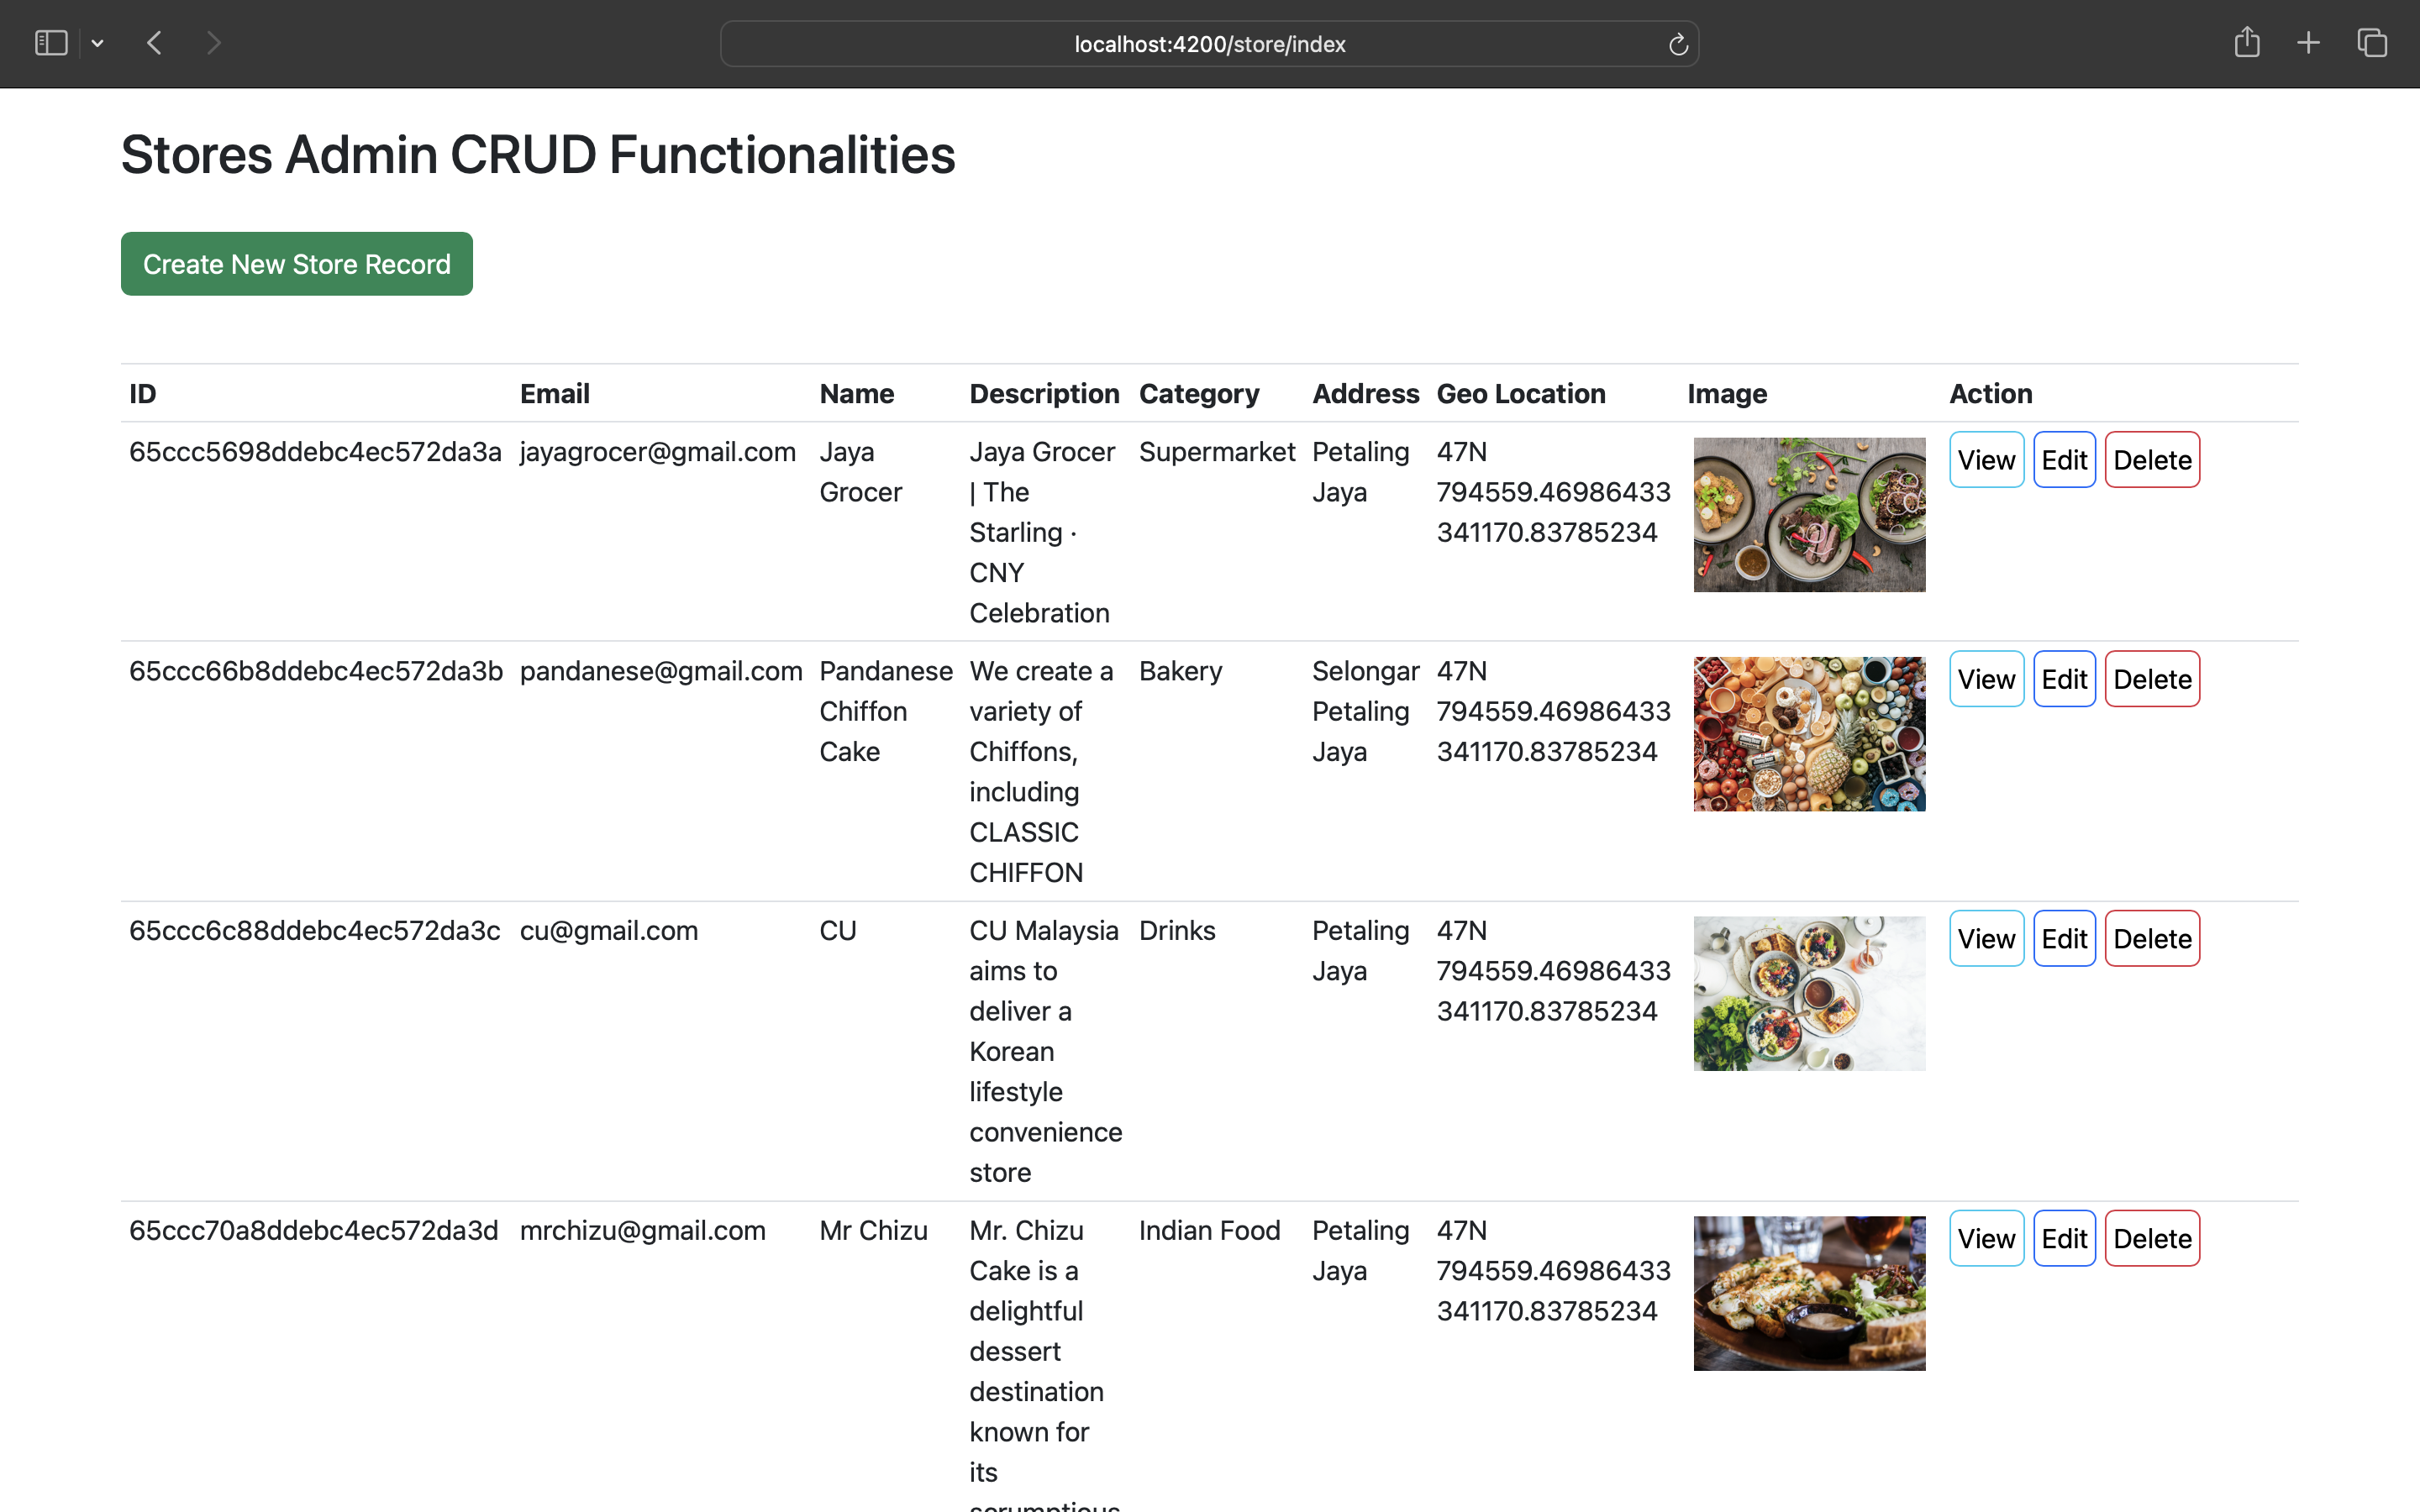 localhost:4200/store/index
Stores Admin CRUD Functionalities
Create New Store Record
ID Email Name Description Category Address Geo Location Image Action
65ccc5698ddebc4ec572da3a jayagrocer@gmail.com Jaya Jaya Grocer Supermarket Petaling 47N View Edit Delete
Grocer | The Jaya 794559.46986433
Starling · 341170.83785234
CNY
Celebration
65ccc66b8ddebc4ec572da3b pandanese@gmail.com Pandanese We create a Bakery Selongar 47N View Edit Delete
Chiffon variety of Petaling 794559.46986433
Cake Chiffons, Jaya 341170.83785234
including
CLASSIC
CHIFFON
65ccc6c88ddebc4ec572da3c cu@gmail.com CU CU Malaysia Drinks Petaling 47N View Edit Delete
aims to Jaya 794559.46986433
deliver a 341170.83785234
Korean
lifestyle
convenience
store
65ccc70a8ddebc4ec572da3d mrchizu@gmail.com Mr Chizu Mr. Chizu Indian Food Petaling 47N View Edit Delete
Cake is a Jaya 794559.46986433
delightful 341170.83785234
dessert
destination
known for
its